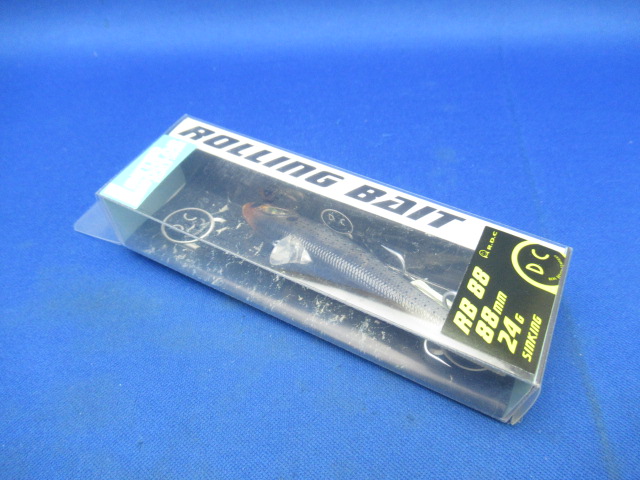 ROLLING BAIT
R.D.C
RB 88
88mm
24G
SINKING
D C
D C